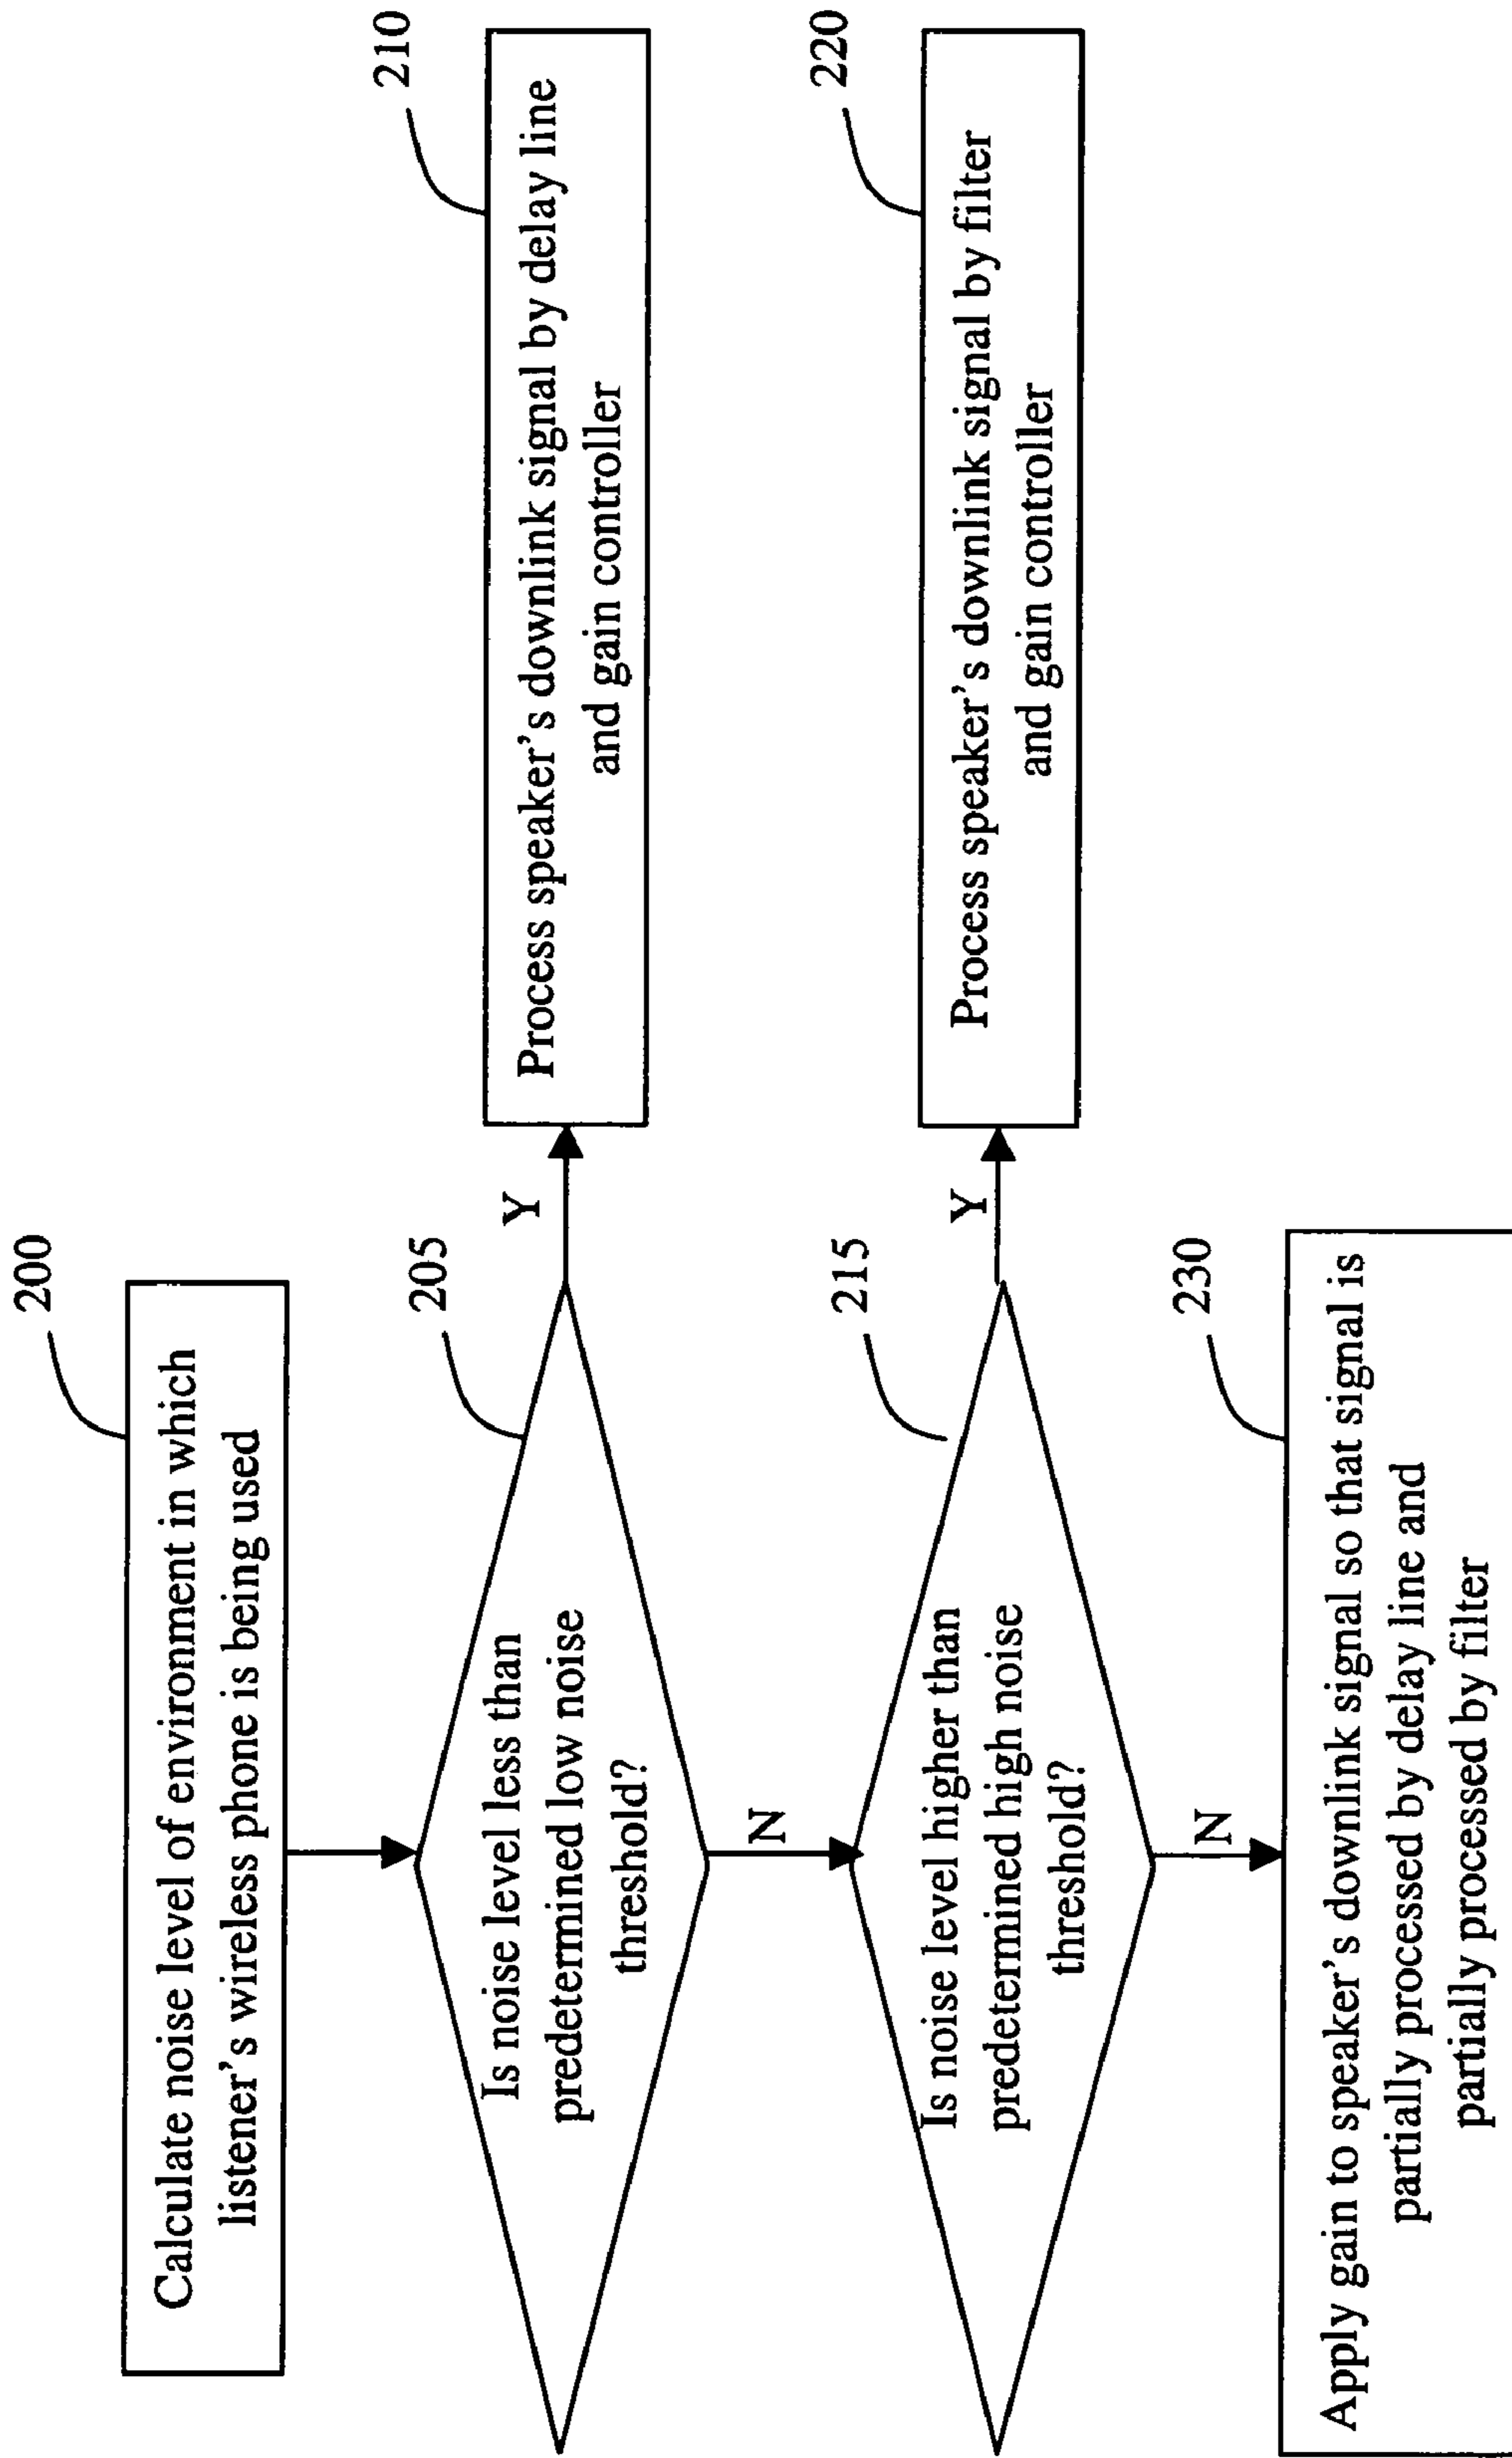 200
Calculate noise level of environment in which
listener's wireless phone is being used
205
Is noise level less than
predetermined low noise
threshold?
Y
210
Process speaker's downlink signal by delay line
and gain controller
N
215
Is noise level higher than
predetermined high noise
threshold?
Y
220
Process speaker's downlink signal by filter
and gain controller
N
230
Apply gain to speaker's downlink signal so that signal is
partially processed by delay line and
partially processed by filter